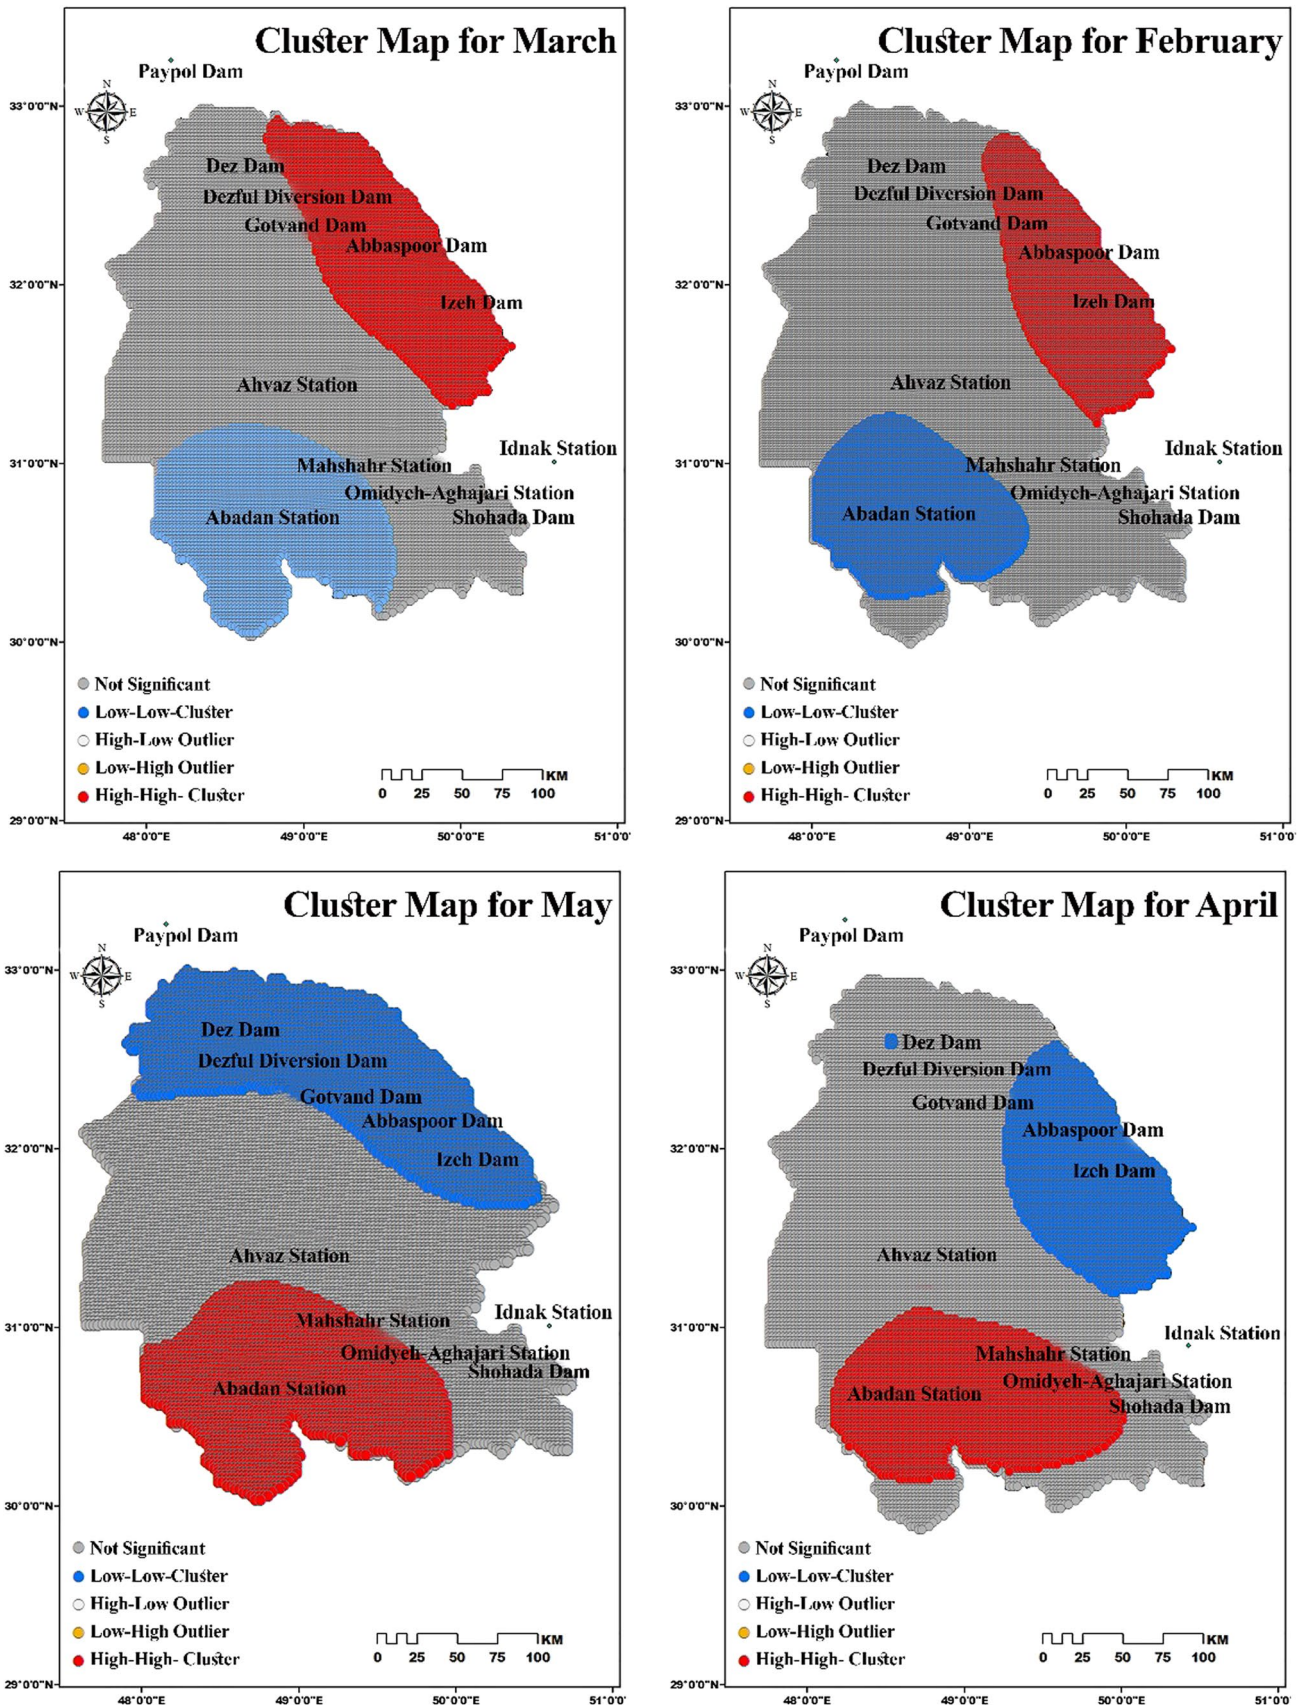 Cluster Map for March
Paypol Dam
N
W E
S
33°0'0"N
Dez Dam
Dezful Diversion Dam
Gotvand Dam
Abbaspoor Dam
32°0'0"N
Izeh Dam
Ahvaz Station
Idnak Station
31°0'0"N
Mahshahr Station
Omidyeh-Aghajari Station
Abadan Station
Shohada Dam
30°0'0"N
Not Significant
Low-Low-Cluster
High-Low Outlier
Low-High Outlier
High-High- Cluster
KM
0 25 50 75 100
29°0'0"N
48°0'0"E 49°0'0"E 50°0'0"E 51°0'0
Cluster Map for February
Paypol Dam
N
W E
S
33°0'0"N
Dez Dam
Dezful Diversion Dam
Gotvand Dam
Abbaspoor Dam
32°0'0"N
Izeh Dam
Ahvaz Station
Idnak Station
31°0'0"N
Mahshahr Station
Omidyeh-Aghajari Station
Abadan Station
Shohada Dam
30°0'0"N
Not Significant
Low-Low-Cluster
High-Low Outlier
Low-High Outlier
High-High- Cluster
KM
0 25 50 75 100
29°0'0"N
48°0'0"E 49°0'0"E 50°0'0"E 51°0'0
Cluster Map for May
Paypol Dam
N
W E
S
33°0'0"N
Dez Dam
Dezful Diversion Dam
Gotvand Dam
Abbaspoor Dam
32°0'0"N
Izeh Dam
Ahvaz Station
Idnak Station
31°0'0"N
Mahshahr Station
Omidyeh-Aghajari Station
Shohada Dam
Abadan Station
30°0'0"N
Not Significant
Low-Low-Cluster
High-Low Outlier
Low-High Outlier
High-High- Cluster
KM
0 25 50 75 100
29°0'0"N
48°0'0"E 49°0'0"E 50°0'0"E 51°0'0
Cluster Map for April
Paypol Dam
N
W E
S
33°0'0"N
Dez Dam
Dezful Diversion Dam
Gotvand Dam
Abbaspoor Dam
32°0'0"N
Izeh Dam
Ahvaz Station
31°0'0"N
Idnak Station
Mahshahr Station
Omidyeh-Aghajari Station
Abadan Station
Shohada Dam
30°0'0"N
Not Significant
Low-Low-Cluster
High-Low Outlier
Low-High Outlier
High-High- Cluster
KM
0 25 50 75 100
29°0'0"N
48°0'0"E 49°0'0"E 50°0'0"E 51°0'0